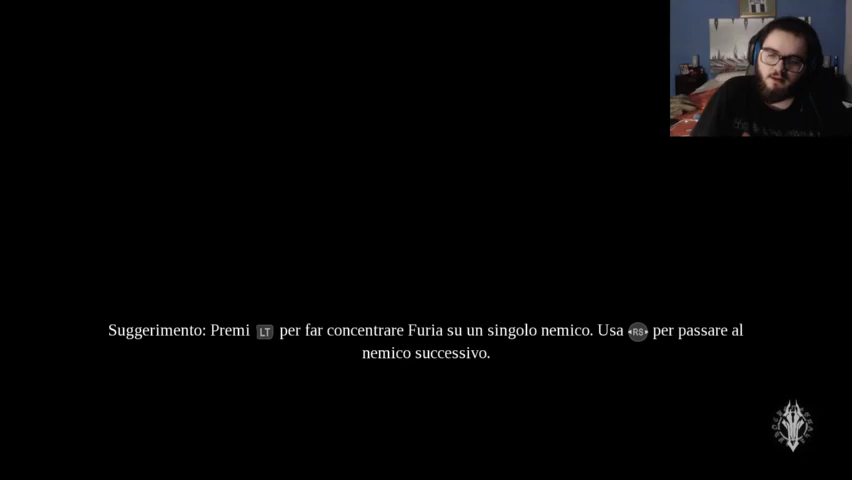 Suggerimento: Premi LT per far concentrare Furia su un singolo nemico. Usa RS per passare al
nemico successivo.